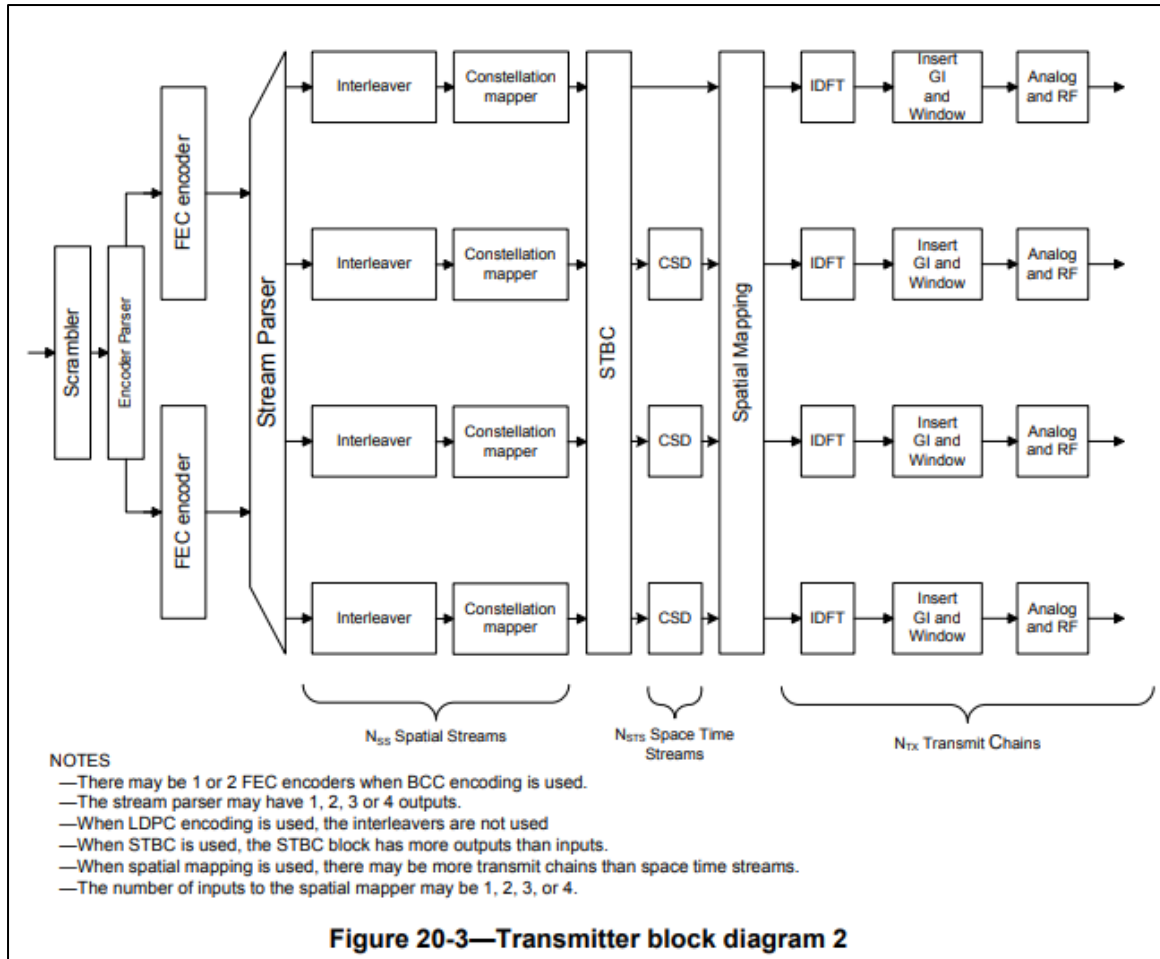 Interleaver
Constellation
mapper
IDFT
Insert
GI
and
Window
Analog
and RF
FEC encoder
Interleaver
Constellation
mapper
CSD
IDFT
Insert
GI and
Window
Analog
and RF
Scrambler
Encoder Parser
Stream Parser
STBC
Spatial Mapping
Interleaver
Constellation
mapper
CSD
IDFT
Insert
GI and
Window
Analog
and RF
FEC encoder
Interleaver
Constellation
mapper
CSD
IDFT
Insert
GI and
Window
Analog
and RF
NSS Spatial Streams
NSTS Space Time
Streams
NTX Transmit Chains
NOTES
—There may be 1 or 2 FEC encoders when BCC encoding is used.
—The stream parser may have 1, 2, 3 or 4 outputs.
—When LDPC encoding is used, the interleavers are not used
—When STBC is used, the STBC block has more outputs than inputs.
—When spatial mapping is used, there may be more transmit chains than space time streams.
—The number of inputs to the spatial mapper may be 1, 2, 3, or 4.
Figure 20-3—Transmitter block diagram 2